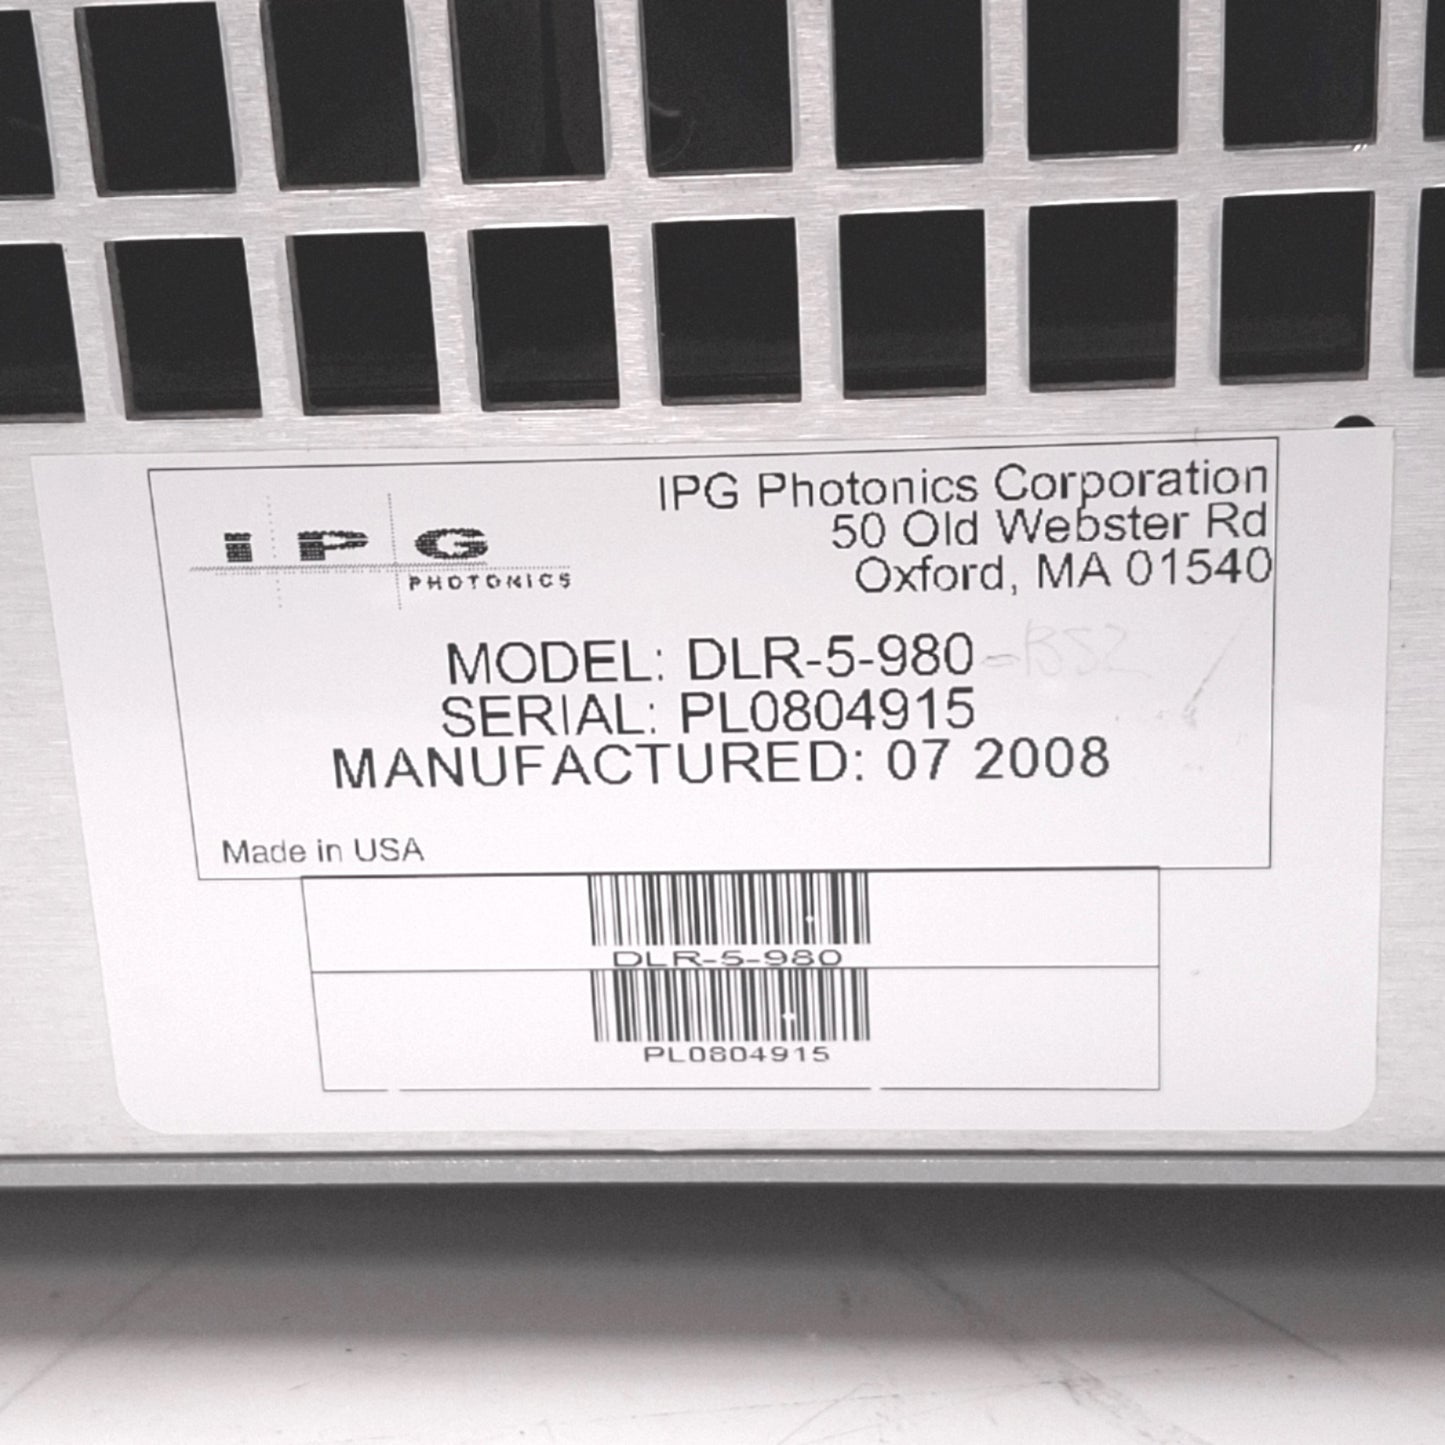 IPG Photonics Corporation
50 Old Webster Rd
Oxford, MA 01540
IPG
PHOTONICS
MODEL: DLR-5-980
SERIAL: PL0804915
MANUFACTURED: 07 2008
Made in USA
DLR-5-980
PL0804915